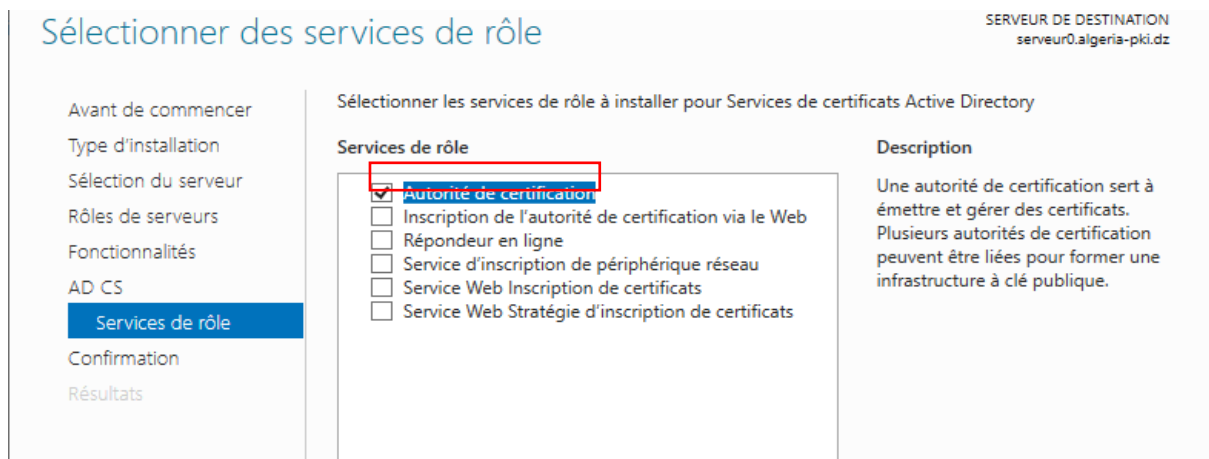 Sélectionner des services de rôle
SERVEUR DE DESTINATION
serveur0.algeria-pki.dz
Avant de commencer
Type d'installation
Sélection du serveur
Rôles de serveurs
Fonctionnalités
AD CS
Services de rôle
Confirmation
Résultats
Sélectionner les services de rôle à installer pour Services de certificats Active Directory
Services de rôle
Autorité de certification
Inscription de l'autorité de certification via le Web
Répondeur en ligne
Service d'inscription de périphérique réseau
Service Web Inscription de certificats
Service Web Stratégie d'inscription de certificats
Description
Une autorité de certification sert à
émettre et gérer des certificats.
Plusieurs autorités de certification
peuvent être liées pour former une
infrastructure à clé publique.